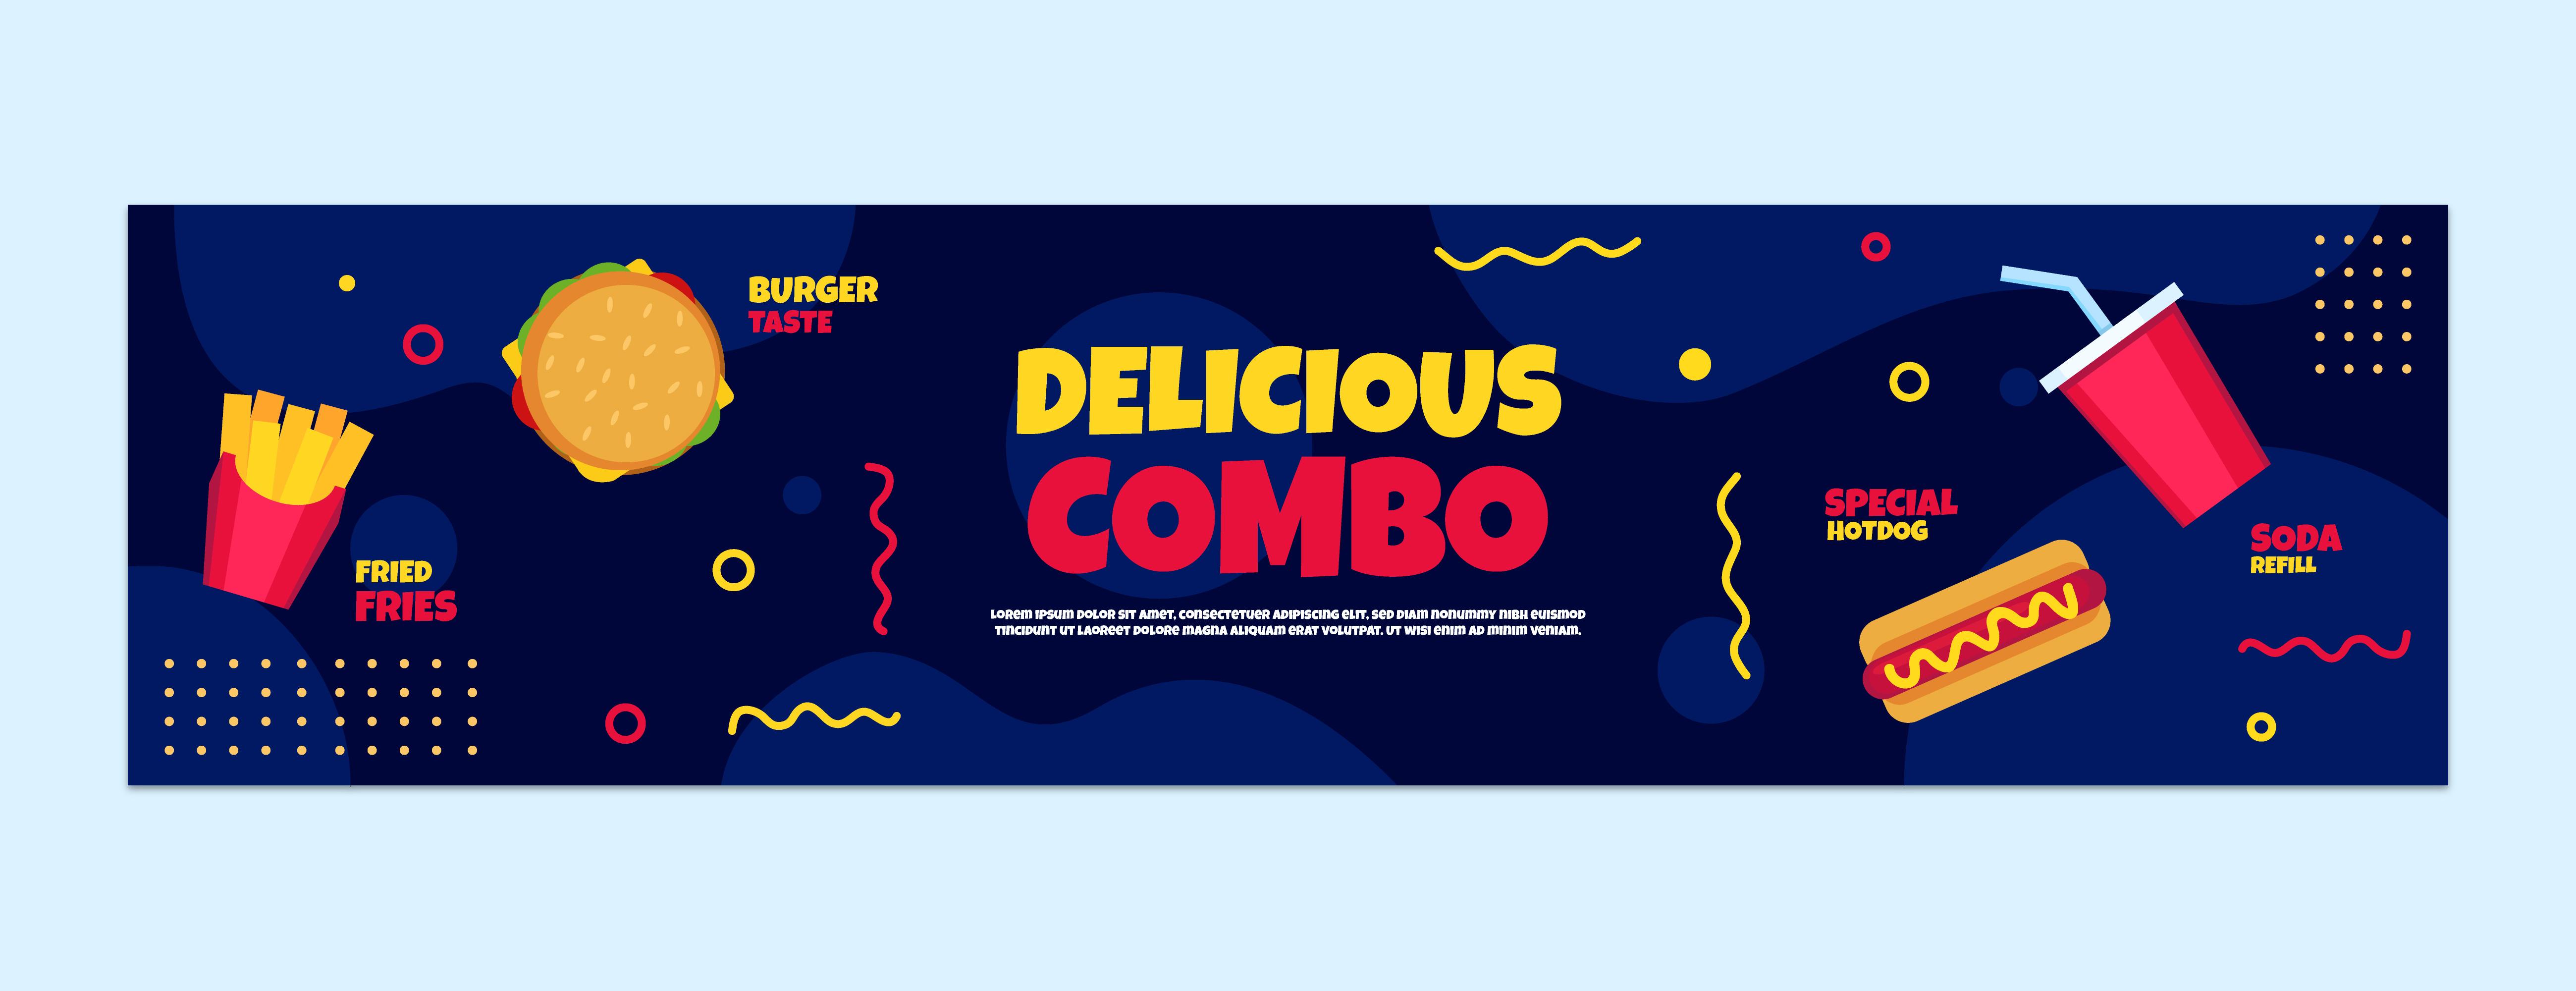 BURGER
TASTE
FRIED
FRIES
DELICIOUS
COMBO
Lorem ipsum dolor sit amet, consectetuer adipiscing elit, sed diam nonummy nibh euismod
tincidunt ut laoreet dolore magna aliquam erat volutpat. Ut wisi enim ad minim veniam.
SPECIAL
HOTDOG
SODA
REFILL